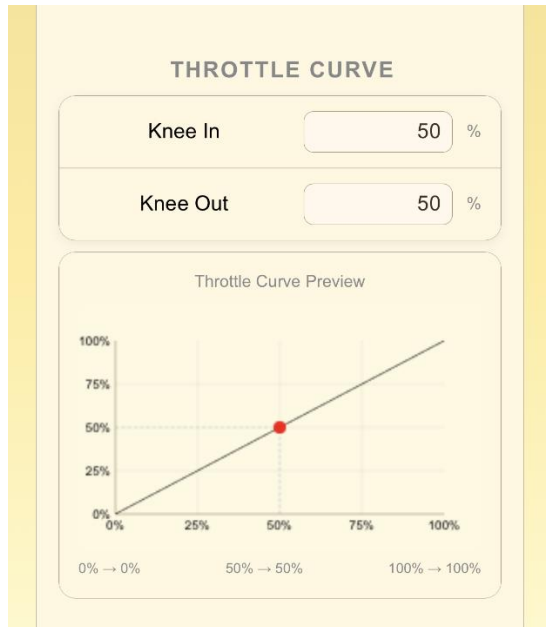 THROTTLE CURVE
Knee In 50 %
Knee Out 50 %
Throttle Curve Preview
100%
75%
50%
25%
0%
0% 25% 50% 75% 100%
0% → 0% 50% → 50% 100% → 100%